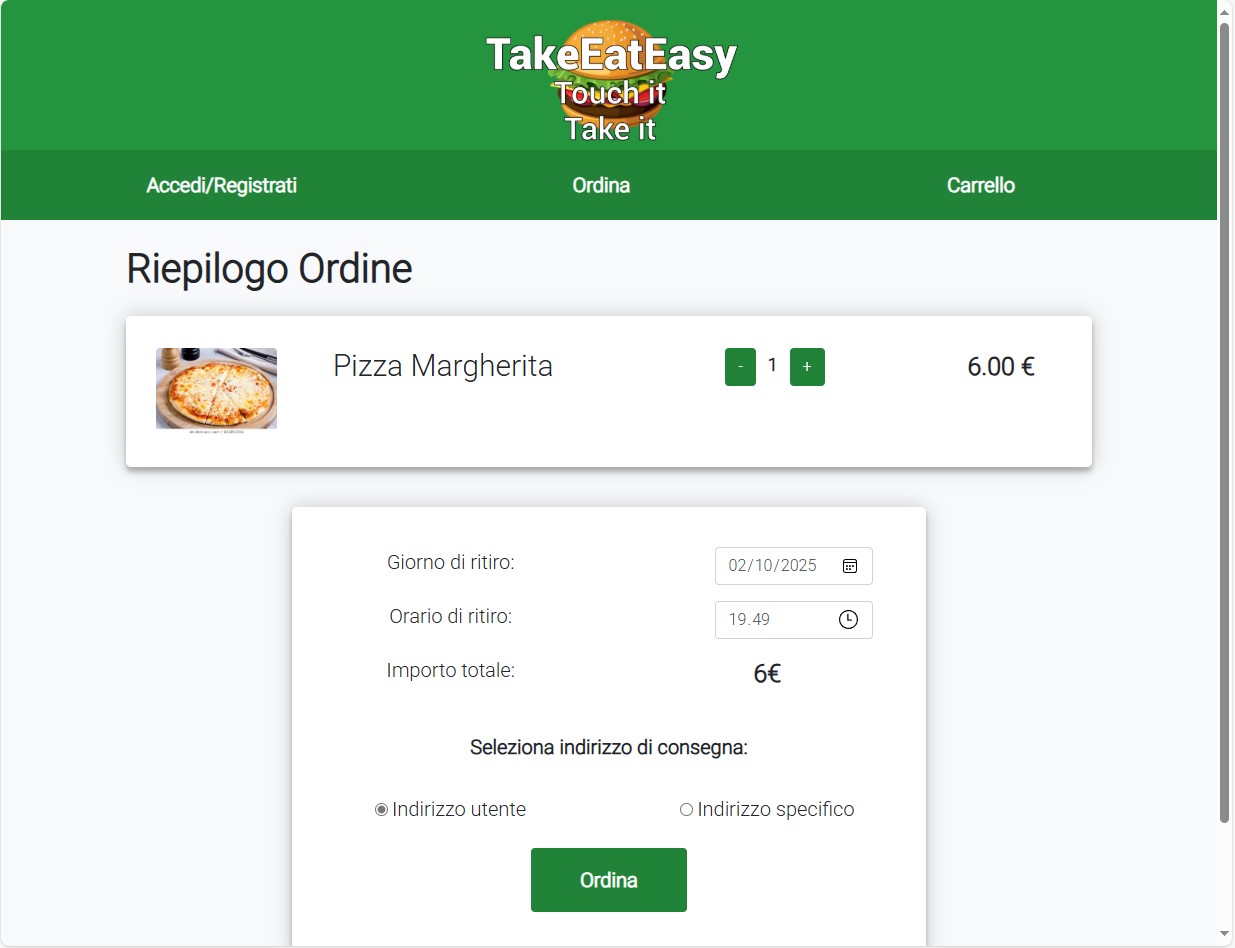 TakeEatEasy
Touch it
Take it
Accedi/Registrati Ordina Carrello
Riepilogo Ordine
Pizza Margherita - 1 + 6.00 €
Giorno di ritiro: 02/10/2025
Orario di ritiro: 19.49
Importo totale: 6€
Seleziona indirizzo di consegna:
Indirizzo utente Indirizzo specifico
Ordina